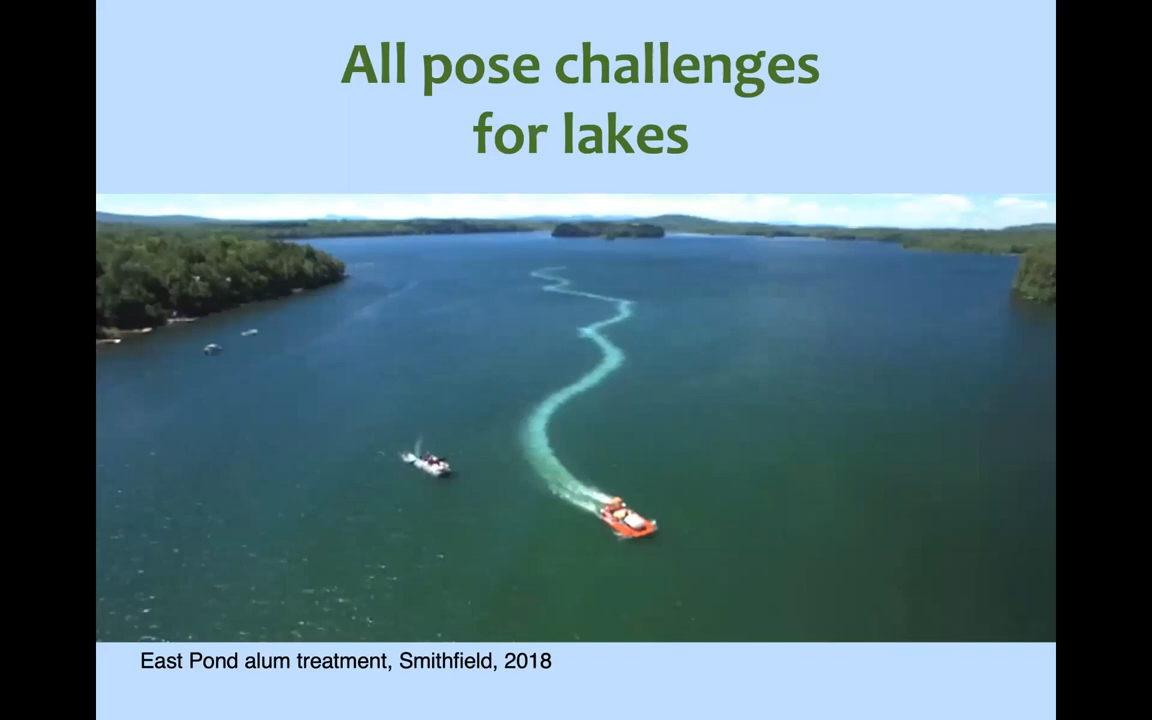 All pose challenges
for lakes
East Pond alum treatment, Smithfield, 2018